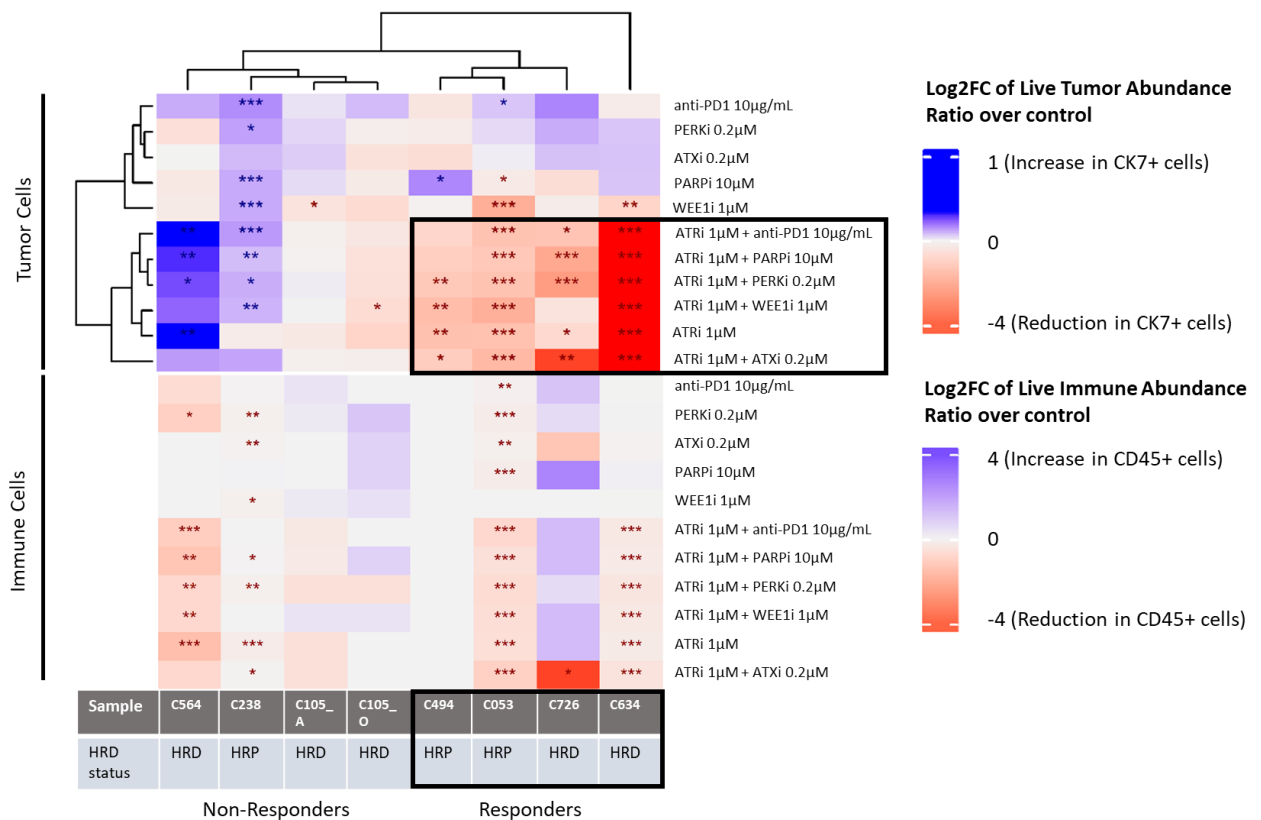 Log2FC of Live Tumor Abundance
Ratio over control
1 (Increase in CK7+ cells)
0
-4 (Reduction in CK7+ cells)
Log2FC of Live Immune Abundance
Ratio over control
4 (Increase in CD45+ cells)
0
-4 (Reduction in CD45+ cells)
Tumor Cells
*** * anti-PD1 10µg/mL
* PERKi 0.2µM
ATXi 0.2µM
*** * * PARPi 10µM
*** * *** ** WEE1i 1µM
** *** *** * *** ATRi 1µM + anti-PD1 10µg/mL
** ** *** *** *** ATRi 1µM + PARPi 10µM
* * ** *** *** *** ATRi 1µM + PERKi 0.2µM
** * ** *** *** ATRi 1µM + WEE1i 1µM
** ** *** * *** ATRi 1µM
* *** ** *** ATRi 1µM + ATXi 0.2µM
Immune Cells
** anti-PD1 10µg/mL
* ** *** PERKi 0.2µM
** ** ATXi 0.2µM
*** PARPi 10µM
* WEE1i 1µM
*** *** *** ATRi 1µM + anti-PD1 10µg/mL
** * *** *** ATRi 1µM + PARPi 10µM
** ** *** *** ATRi 1µM + PERKi 0.2µM
** *** *** ATRi 1µM + WEE1i 1µM
*** *** *** *** ATRi 1µM
* *** * *** ATRi 1µM + ATXi 0.2µM
Sample C564 C238 C105_A C105_O C494 C053 C726 C634
HRD status HRD HRP HRD HRD HRP HRP HRD HRD
Non-Responders Responders